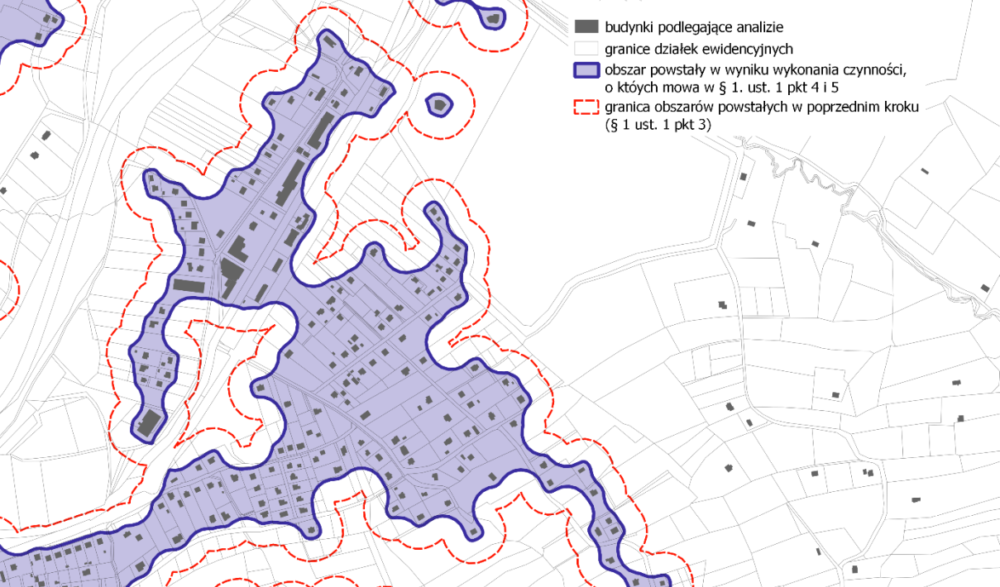 budynki podlegające analizie
granice działek ewidencyjnych
obszar powstały w wyniku wykonania czynności,
o któych mowa w § 1. ust. 1 pkt 4 i 5
granica obszarów powstałych w poprzednim kroku
(§ 1 ust. 1 pkt 3)